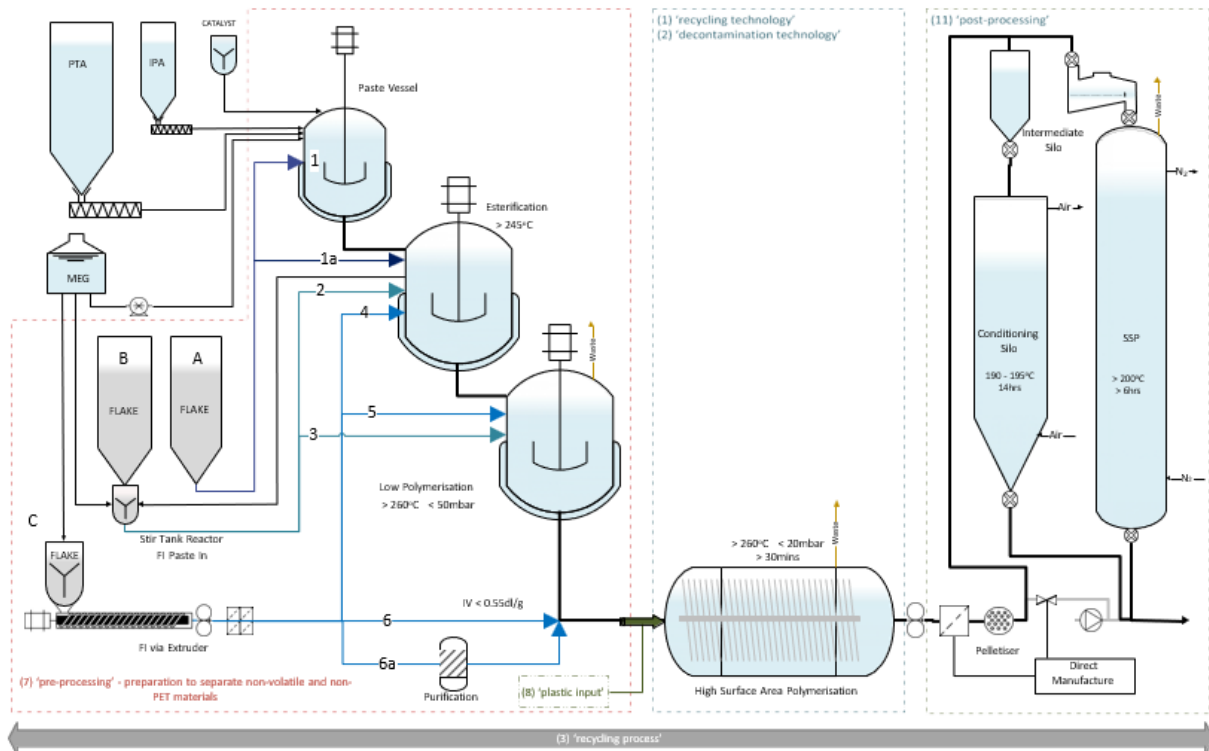 (1) 'recycling technology'
(2) 'decontamination technology'
(11) 'post-processing'
CATALYST
PTA
IPA
Paste Vessel
1
Esterification
> 245°C
1a
2
4
MEG
B
A
FLAKE
FLAKE
5
3
Waste
Low Polymerisation
> 260°C < 50mbar
Stir Tank Reactor
FI Paste In
C
FLAKE
FI via Extruder
6
IV < 0.55dl/g
6a
Purification
(7) 'pre-processing' - preparation to separate non-volatile and non-
PET materials
(8) 'plastic input'
> 260°C < 20mbar
> 30mins
Waste
High Surface Area Polymerisation
Intermediate
Silo
Waste
N₂
Air
Conditioning
Silo
190 - 195°C
14hrs
SSP
> 200°C
> 6hrs
Air
N₂
Pelletiser
Direct
Manufacture
(3) 'recycling process'